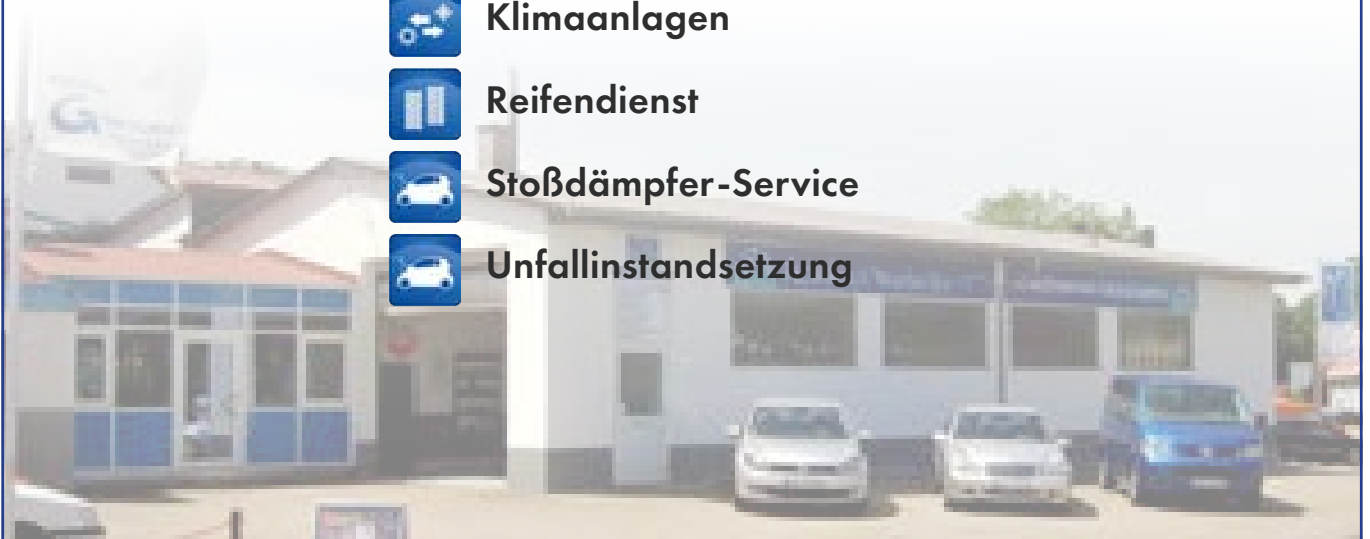 Klimaanlagen
Reifendienst
Stoßdämpfer-Service
Unfallinstandsetzung